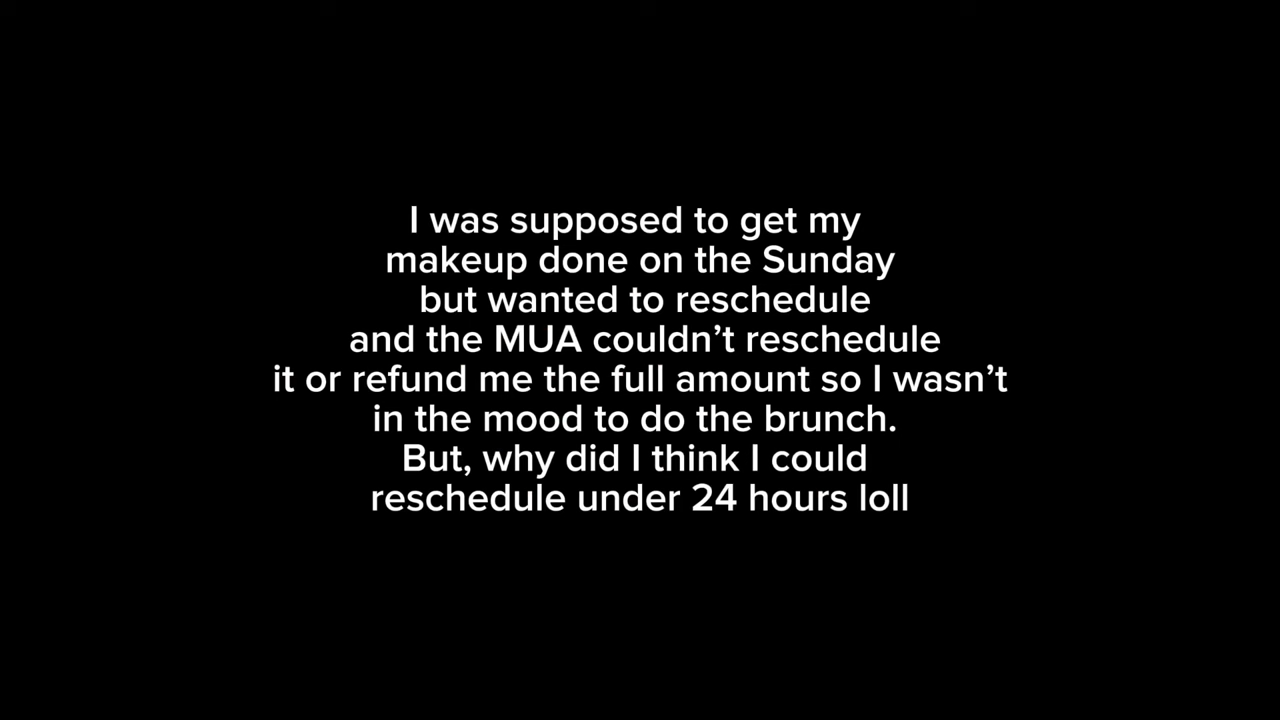 I was supposed to get my
makeup done on the Sunday
but wanted to reschedule
and the MUA couldn’t reschedule
it or refund me the full amount so I wasn’t
in the mood to do the brunch.
But, why did I think I could
reschedule under 24 hours loll